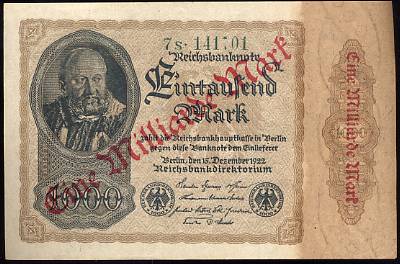 7s· 141701
Reichsbanknote
Eintausend
Mark
zahlt die Reichsbankhauptkasse in Berlin
gegen diese Banknote dem Einlieferer
Berlin, den 15. Dezember 1922
Reichsbankdirektorium
1000
Eine Milliarde Mark
Eine Milliarde Mark